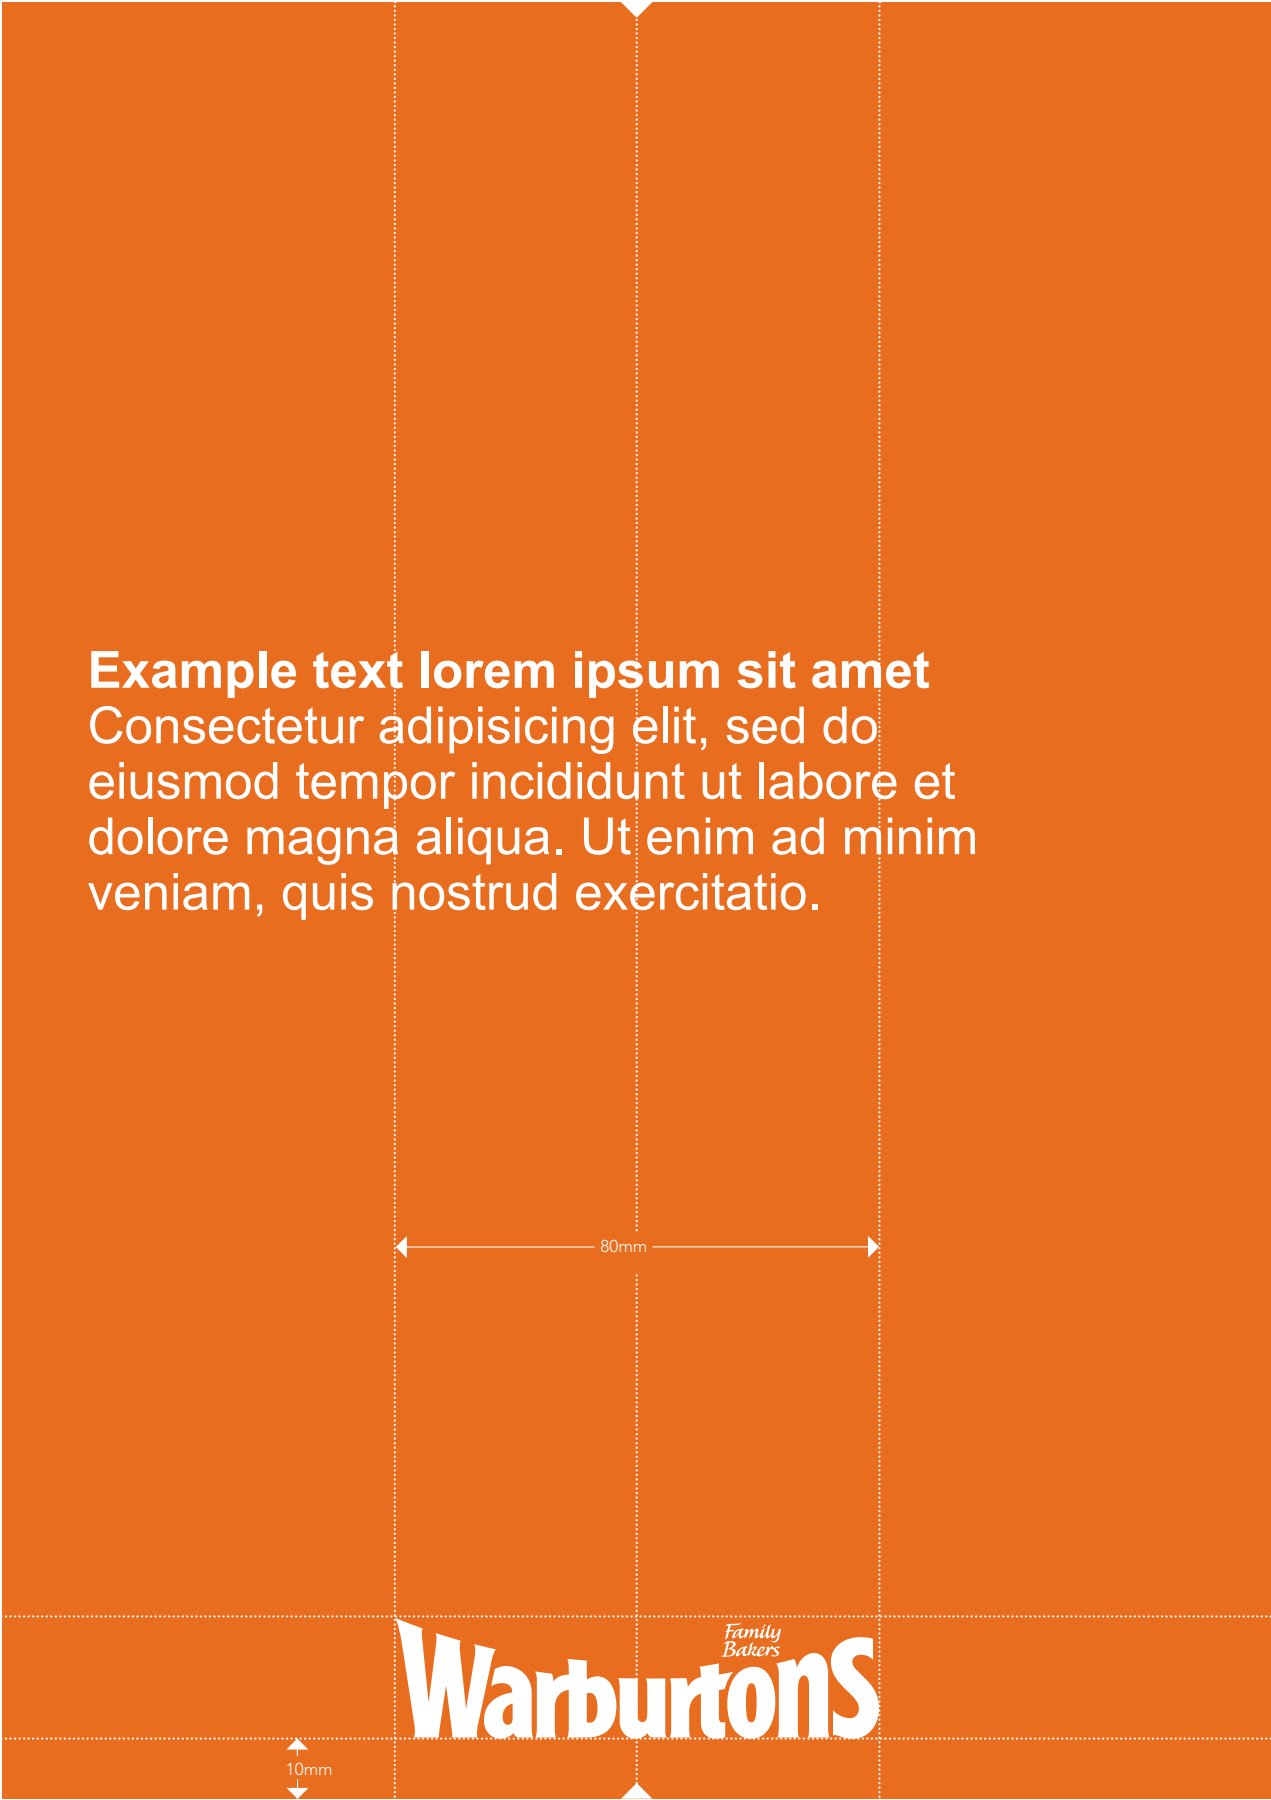 Example text lorem ipsum sit amet
Consectetur adipisicing elit, sed do
eiusmod tempor incididunt ut labore et
dolore magna aliqua. Ut enim ad minim
veniam, quis nostrud exercitatio.
80mm
Family
Bakers
Warburtons
10mm